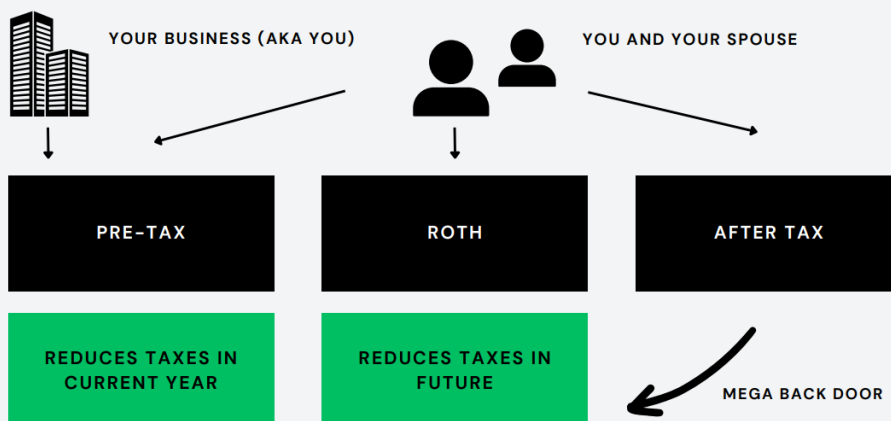 YOUR BUSINESS (AKA YOU)
YOU AND YOUR SPOUSE
PRE-TAX
ROTH
AFTER TAX
REDUCES TAXES IN
CURRENT YEAR
REDUCES TAXES IN
FUTURE
MEGA BACK DOOR